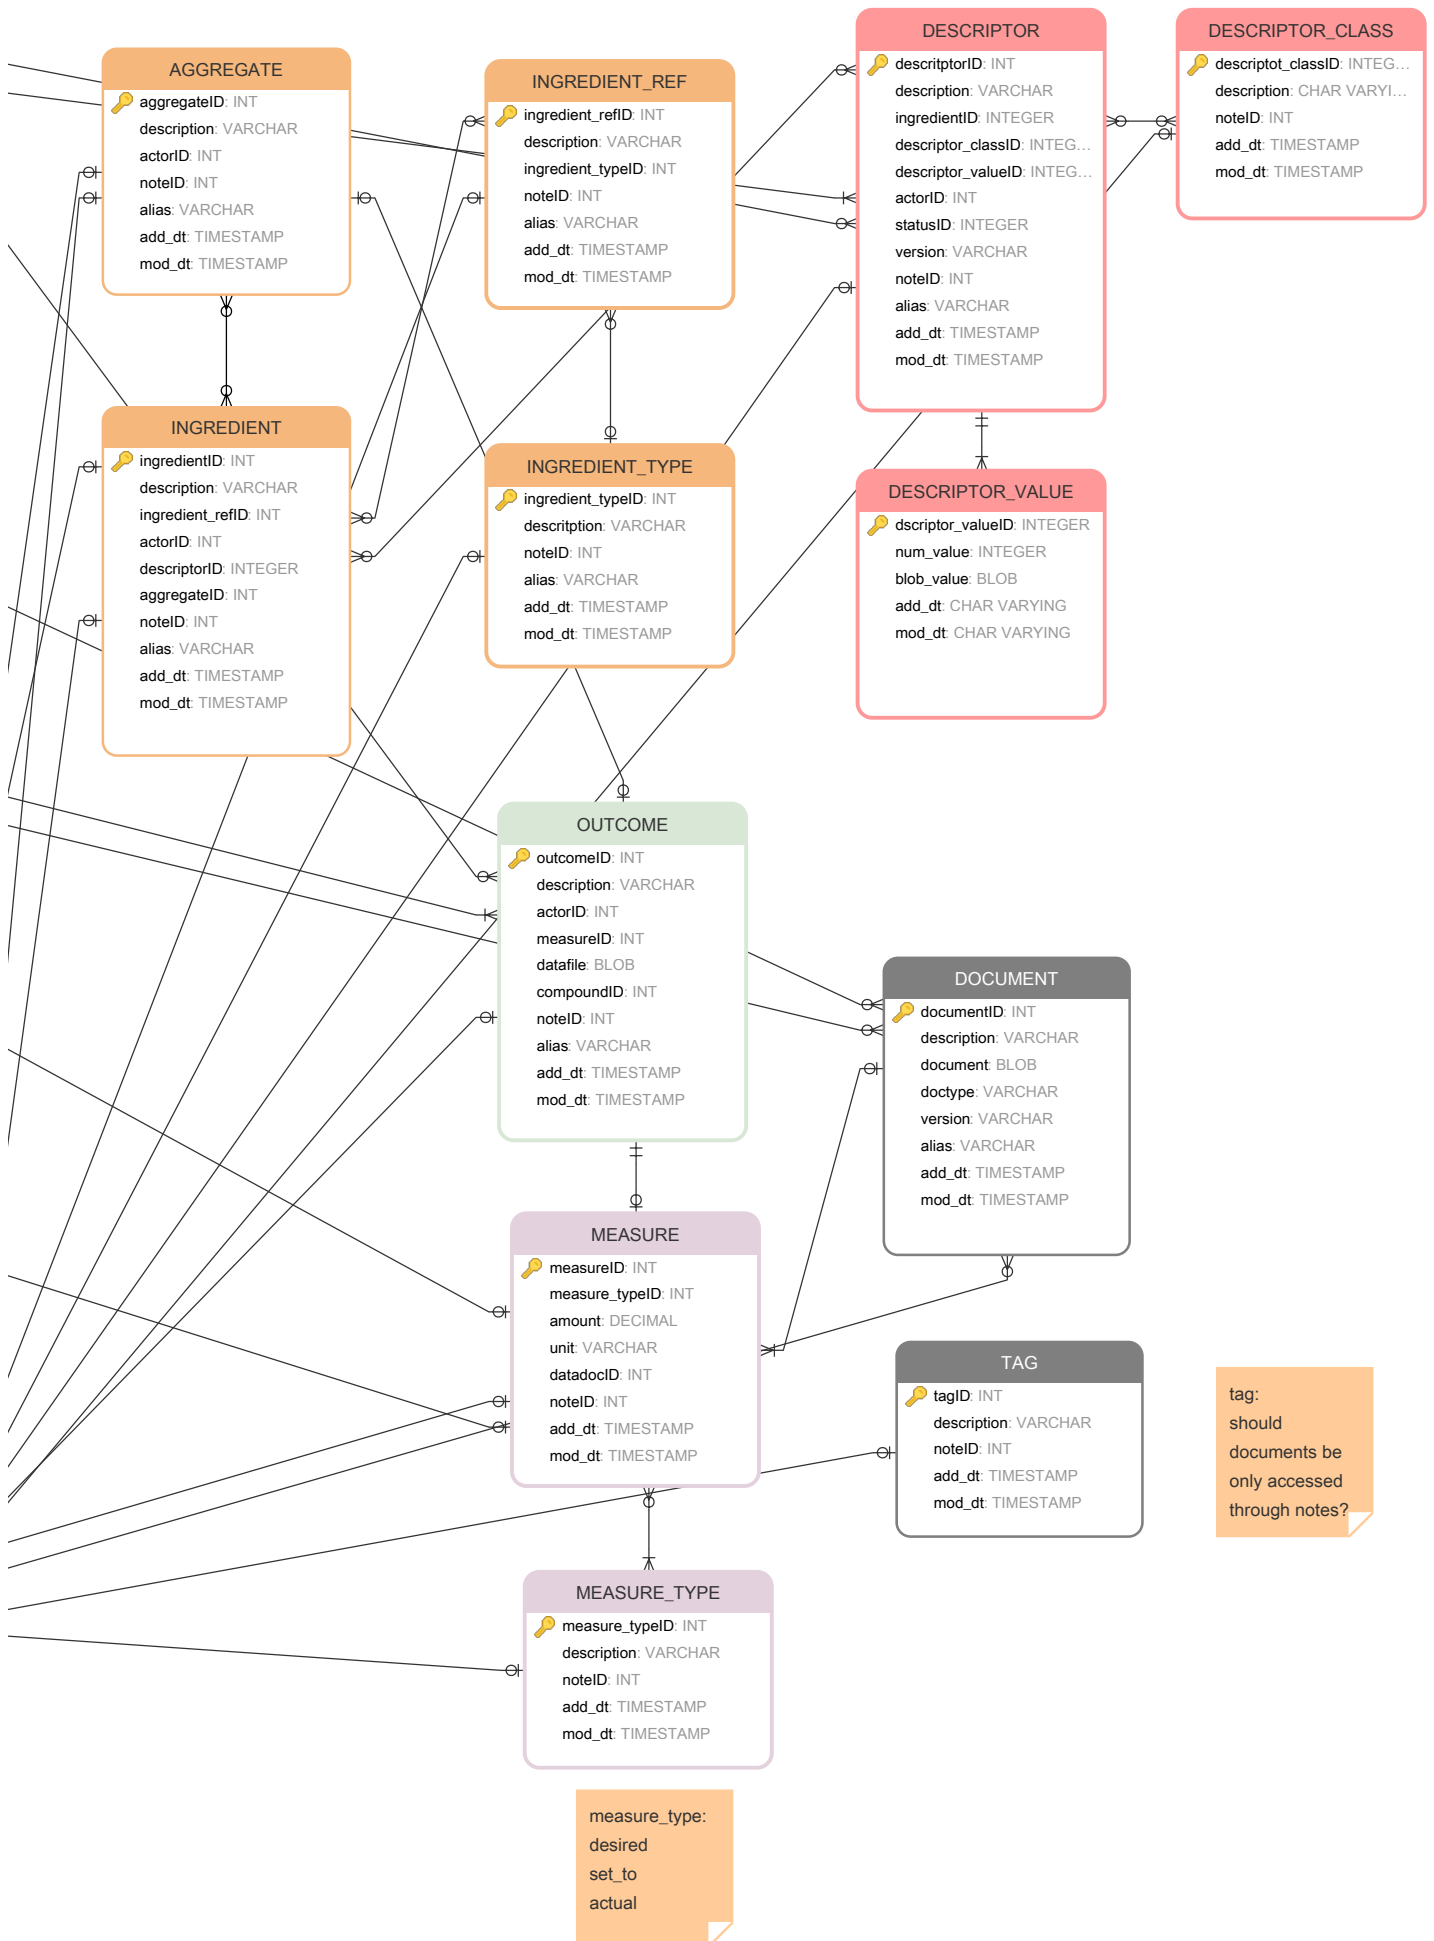 AGGREGATE
aggregateID: INT
description: VARCHAR
actorID: INT
noteID: INT
alias: VARCHAR
add_dt: TIMESTAMP
mod_dt: TIMESTAMP
INGREDIENT_REF
ingredient_refID: INT
description: VARCHAR
ingredient_typeID: INT
noteID: INT
alias: VARCHAR
add_dt: TIMESTAMP
mod_dt: TIMESTAMP
DESCRIPTOR
descritptorID: INT
description: VARCHAR
ingredientID: INTEGER
descriptor_classID: INTEG...
descriptor_valueID: INTEG...
actorID: INT
statusID: INTEGER
version: VARCHAR
noteID: INT
alias: VARCHAR
add_dt: TIMESTAMP
mod_dt: TIMESTAMP
DESCRIPTOR_CLASS
descriptot_classID: INTEG...
description: CHAR VARYI...
noteID: INT
add_dt: TIMESTAMP
mod_dt: TIMESTAMP
INGREDIENT
ingredientID: INT
description: VARCHAR
ingredient_refID: INT
actorID: INT
descriptorID: INTEGER
aggregateID: INT
noteID: INT
alias: VARCHAR
add_dt: TIMESTAMP
mod_dt: TIMESTAMP
INGREDIENT_TYPE
ingredient_typeID: INT
descritption: VARCHAR
noteID: INT
alias: VARCHAR
add_dt: TIMESTAMP
mod_dt: TIMESTAMP
DESCRIPTOR_VALUE
dscriptor_valueID: INTEGER
num_value: INTEGER
blob_value: BLOB
add_dt: CHAR VARYING
mod_dt: CHAR VARYING
OUTCOME
outcomeID: INT
description: VARCHAR
actorID: INT
measureID: INT
datafile: BLOB
compoundID: INT
noteID: INT
alias: VARCHAR
add_dt: TIMESTAMP
mod_dt: TIMESTAMP
DOCUMENT
documentID: INT
description: VARCHAR
document: BLOB
doctype: VARCHAR
version: VARCHAR
alias: VARCHAR
add_dt: TIMESTAMP
mod_dt: TIMESTAMP
MEASURE
measureID: INT
measure_typeID: INT
amount: DECIMAL
unit: VARCHAR
datadocID: INT
noteID: INT
add_dt: TIMESTAMP
mod_dt: TIMESTAMP
TAG
tagID: INT
description: VARCHAR
noteID: INT
add_dt: TIMESTAMP
mod_dt: TIMESTAMP
tag:
should
documents be
only accessed
through notes?
MEASURE_TYPE
measure_typeID: INT
description: VARCHAR
noteID: INT
add_dt: TIMESTAMP
mod_dt: TIMESTAMP
measure_type:
desired
set_to
actual